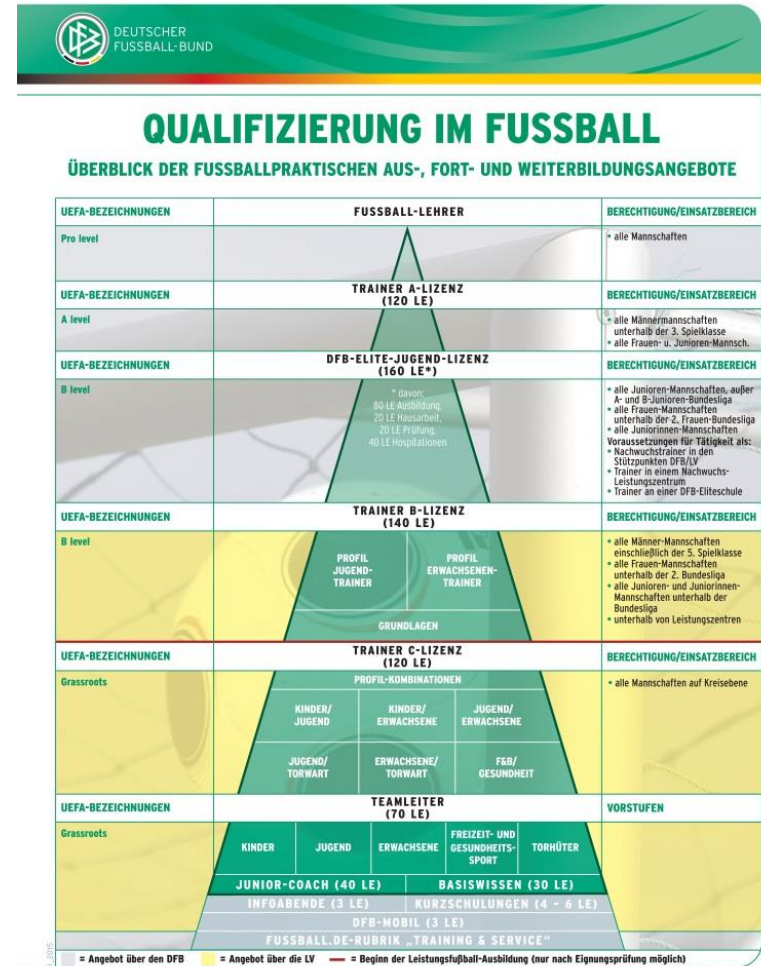 DEUTSCHER
FUSSBALL-BUND
QUALIFIZIERUNG IM FUSSBALL
ÜBERBLICK DER FUSSBALLPRAKTISCHEN AUS-, FORT- UND WEITERBILDUNGSANGEBOTE
UEFA-BEZEICHNUNGEN
FUSSBALL-LEHRER
BERECHTIGUNG/EINSATZBEREICH
Pro level
• alle Mannschaften
UEFA-BEZEICHNUNGEN
TRAINER A-LIZENZ
(120 LE)
BERECHTIGUNG/EINSATZBEREICH
A level
• alle Männermannschaften
unterhalb der 3. Spielklasse
• alle Frauen- u. Junioren-Mannsch.
UEFA-BEZEICHNUNGEN
DFB-ELITE-JUGEND-LIZENZ
(160 LE*)
BERECHTIGUNG/EINSATZBEREICH
B level
* davon:
80 LE Ausbildung,
20 LE Hausarbeit,
20 LE Prüfung,
40 LE Hospitationen
• alle Junioren-Mannschaften, außer
A- und B-Junioren-Bundesliga
• alle Frauen-Mannschaften
unterhalb der 2. Frauen-Bundesliga
• alle Juniorinnen-Mannschaften
Voraussetzungen für Tätigkeit als:
• Nachwuchstrainer in den
Stützpunkten DFB/LV
• Trainer in einem Nachwuchs-
Leistungszentrum
• Trainer an einer DFB-Eliteschule
UEFA-BEZEICHNUNGEN
TRAINER B-LIZENZ
(140 LE)
BERECHTIGUNG/EINSATZBEREICH
B level
PROFIL
JUGEND-
TRAINER
PROFIL
ERWACHSENEN-
TRAINER
GRUNDLAGEN
• alle Männer-Mannschaften
einschließlich der 5. Spielklasse
• alle Frauen-Mannschaften
unterhalb der 2. Bundesliga
• alle Junioren- und Juniorinnen-
Mannschaften unterhalb der
Bundesliga
• unterhalb von Leistungszentren
UEFA-BEZEICHNUNGEN
TRAINER C-LIZENZ
(120 LE)
BERECHTIGUNG/EINSATZBEREICH
Grassroots
PROFIL-KOMBINATIONEN
• alle Mannschaften auf Kreisebene
KINDER/
JUGEND
KINDER/
ERWACHSENE
JUGEND/
ERWACHSENE
JUGEND/
TORWART
ERWACHSENE/
TORWART
F&B/
GESUNDHEIT
UEFA-BEZEICHNUNGEN
TEAMLEITER
(70 LE)
VORSTUFEN
Grassroots
KINDER
JUGEND
ERWACHSENE
FREIZEIT- UND
GESUNDHEITS-
SPORT
TORHÜTER
JUNIOR-COACH (40 LE)
BASISWISSEN (30 LE)
INFOABENDE (3 LE)
KURZSCHULUNGEN (4 – 6 LE)
DFB-MOBIL (3 LE)
FUSSBALL.DE-RUBRIK „TRAINING & SERVICE"
= Angebot über den DFB
= Angebot über die LV
= Beginn der Leistungsfußball-Ausbildung (nur nach Eignungsprüfung möglich)